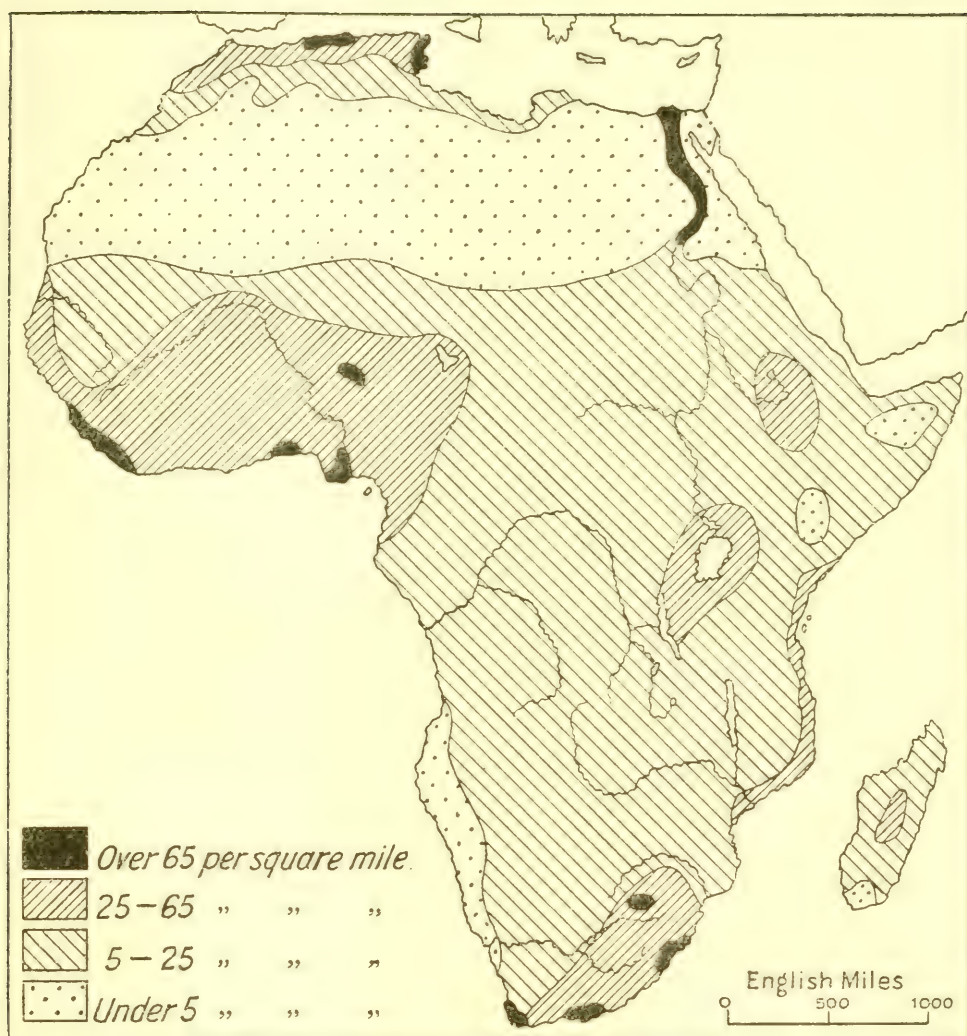 Over 65 per square mile.
25-65 „ „ „
5-25 „ „ „
Under 5 „ „ „
English Miles
0 500 1000